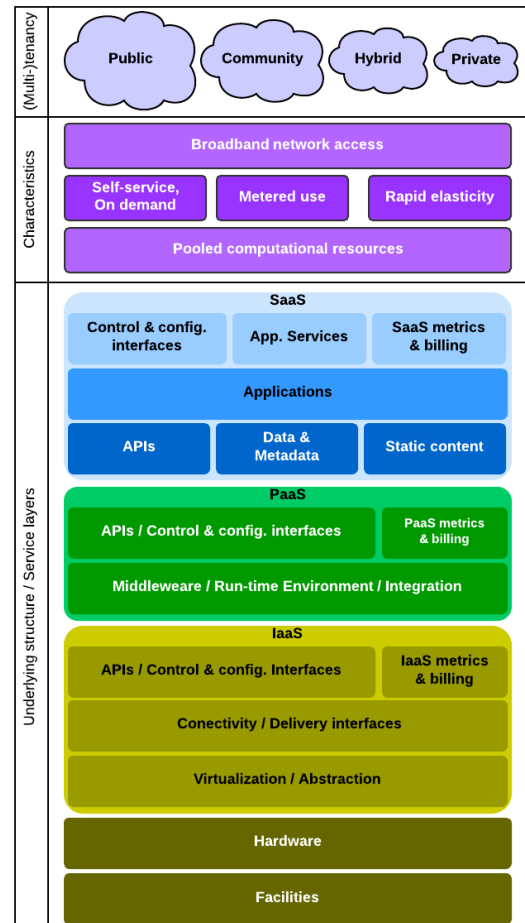 (Multi-)tenancy
Public
Community
Hybrid
Private
Characteristics
Broadband network access
Self-service,
On demand
Metered use
Rapid elasticity
Pooled computational resources
Underlying structure / Service layers
SaaS
Control & config.
interfaces
App. Services
SaaS metrics
& billing
Applications
APIs
Data &
Metadata
Static content
PaaS
APIs / Control & config. interfaces
PaaS metrics
& billing
Middleweare / Run-time Environment / Integration
IaaS
APIs / Control & config. Interfaces
IaaS metrics
& billing
Conectivity / Delivery interfaces
Virtualization / Abstraction
Hardware
Facilities